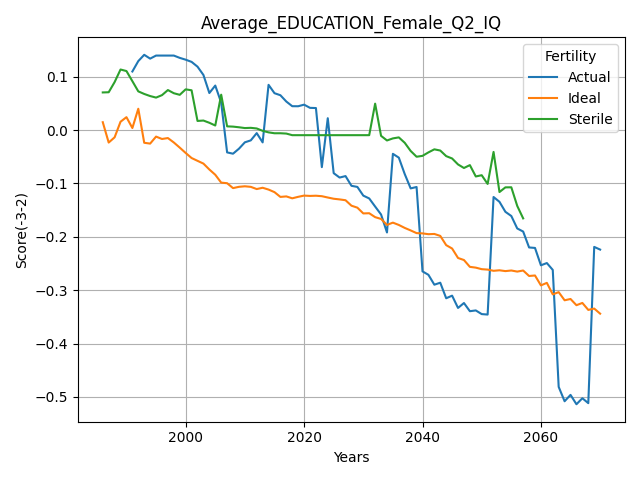 Average_EDUCATION_Female_Q2_IQ
Fertility
Actual
Ideal
Sterile
Score(-3-2)
0.1
0.0
−0.1
−0.2
−0.3
−0.4
−0.5
2000 2020 2040 2060
Years